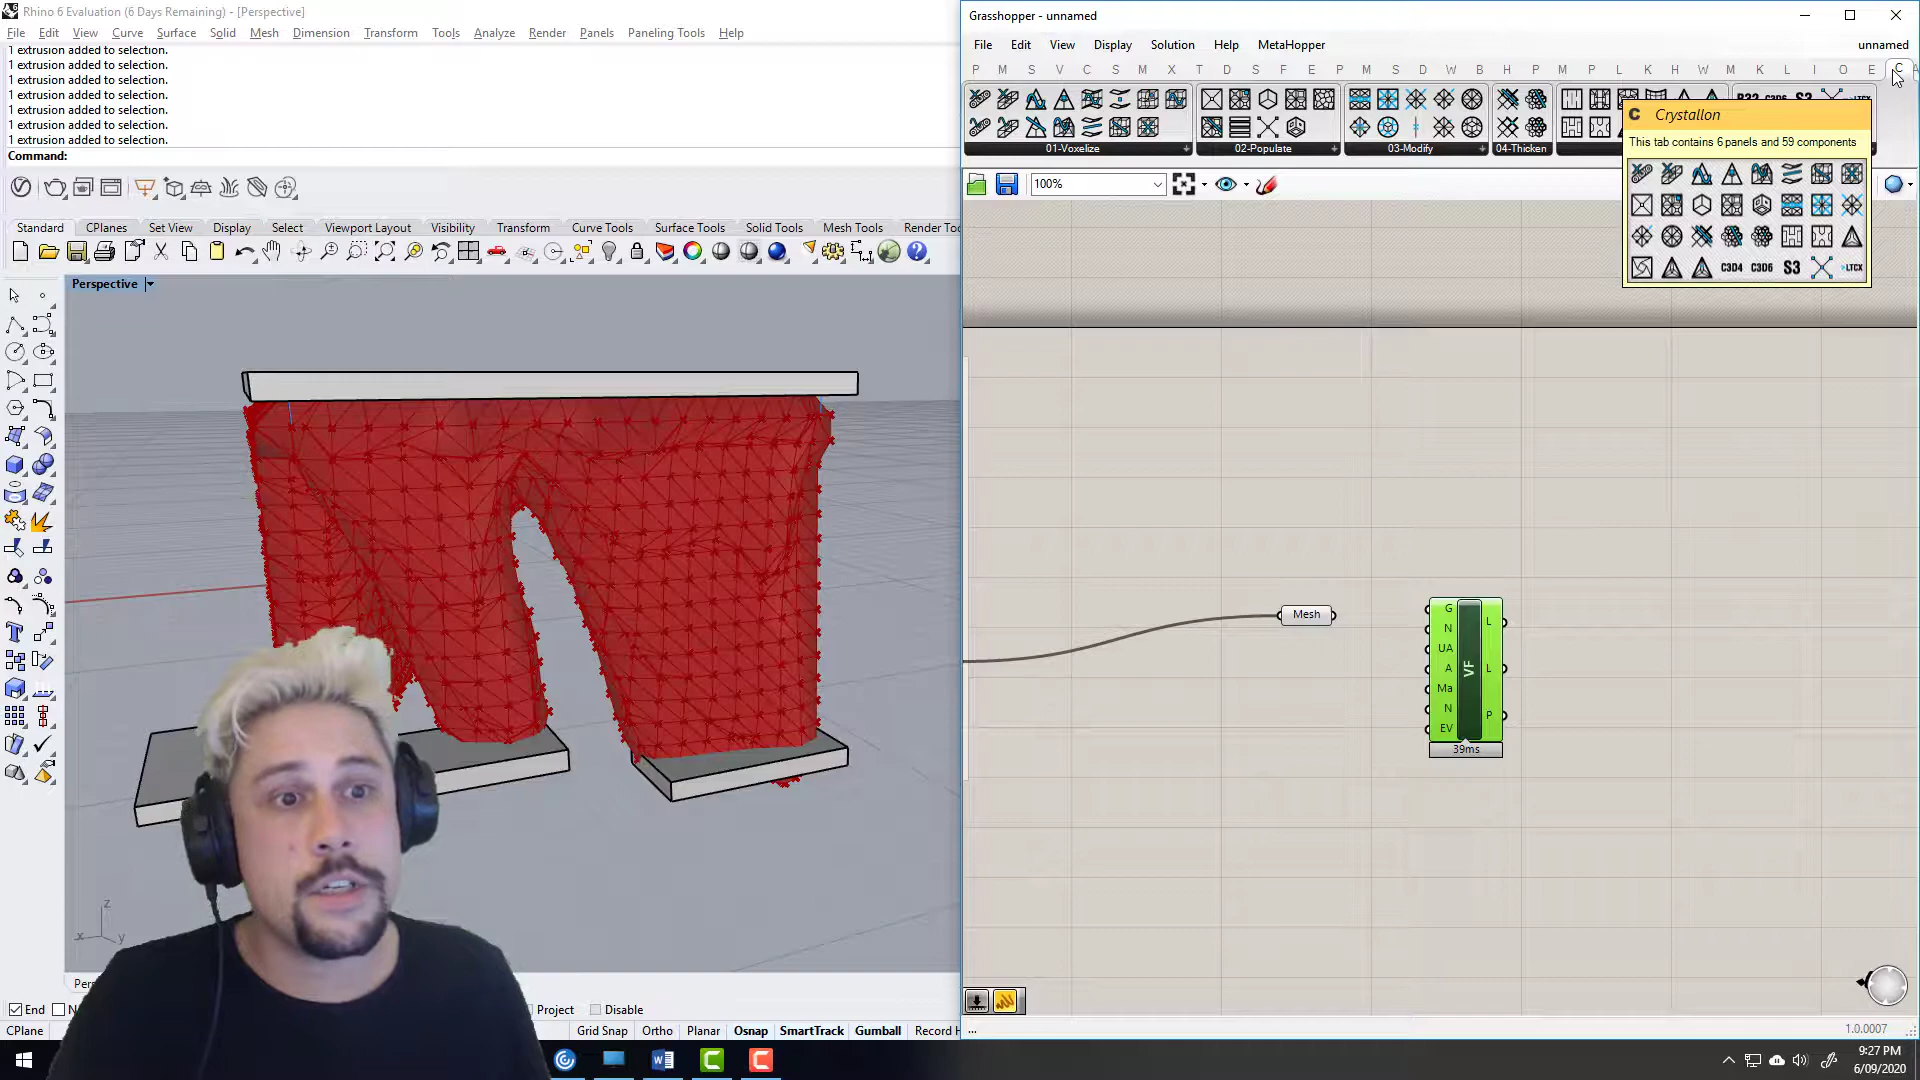 Rhino 6 Evaluation (6 Days Remaining) - [Perspective]
File Edit View Curve Surface Solid Mesh Dimension Transform Tools Analyze Render Panels Paneling Tools Help
1 extrusion added to selection.
1 extrusion added to selection.
1 extrusion added to selection.
1 extrusion added to selection.
1 extrusion added to selection.
1 extrusion added to selection.
1 extrusion added to selection.
Command:
Standard CPlanes Set View Display Select Viewport Layout Visibility Transform Curve Tools Surface Tools Solid Tools Mesh Tools Render Too
Perspective
z
x y
Per
End
Project Disable
CPlane
Grid Snap Ortho Planar Osnap SmartTrack Gumball Record H
Grasshopper - unnamed
File Edit View Display Solution Help MetaHopper unnamed
P M S V C S M X T D S F E P M S D W B H P T M P L K H W M K L I O E C
01-Voxelize 02-Populate 03-Modify 04-Thicken
C Crystallon
This tab contains 6 panels and 59 components
C3D4 C3D6 S3 LTCX
100%
Mesh
G
N
UA
A
Ma
N
EV
VF
L
L
P
39ms
...
1.0.0007
9:27 PM
6/09/2020